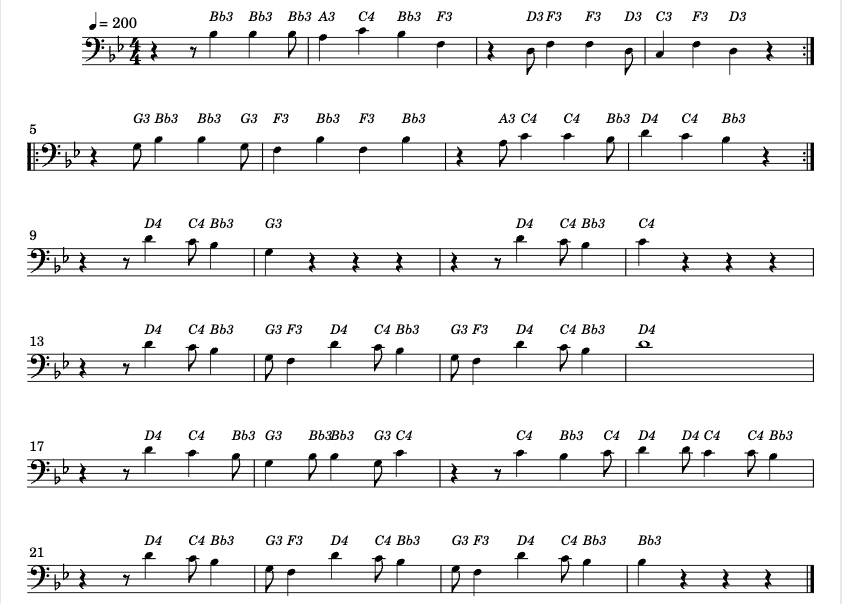 ♩ = 200
Bb3 Bb3 Bb3 A3 C4 Bb3 F3 D3 F3 F3 D3 C3 F3 D3
4
4
5
G3 Bb3 Bb3 G3 F3 Bb3 F3 Bb3 A3 C4 C4 Bb3 D4 C4 Bb3
9
D4 C4 Bb3 G3 D4 C4 Bb3 C4
13
D4 C4 Bb3 G3 F3 D4 C4 Bb3 G3 F3 D4 C4 Bb3 D4
17
D4 C4 Bb3 G3 Bb3 Bb3 G3 C4 C4 Bb3 C4 D4 D4 C4 C4 Bb3
21
D4 C4 Bb3 G3 F3 D4 C4 Bb3 G3 F3 D4 C4 Bb3 Bb3